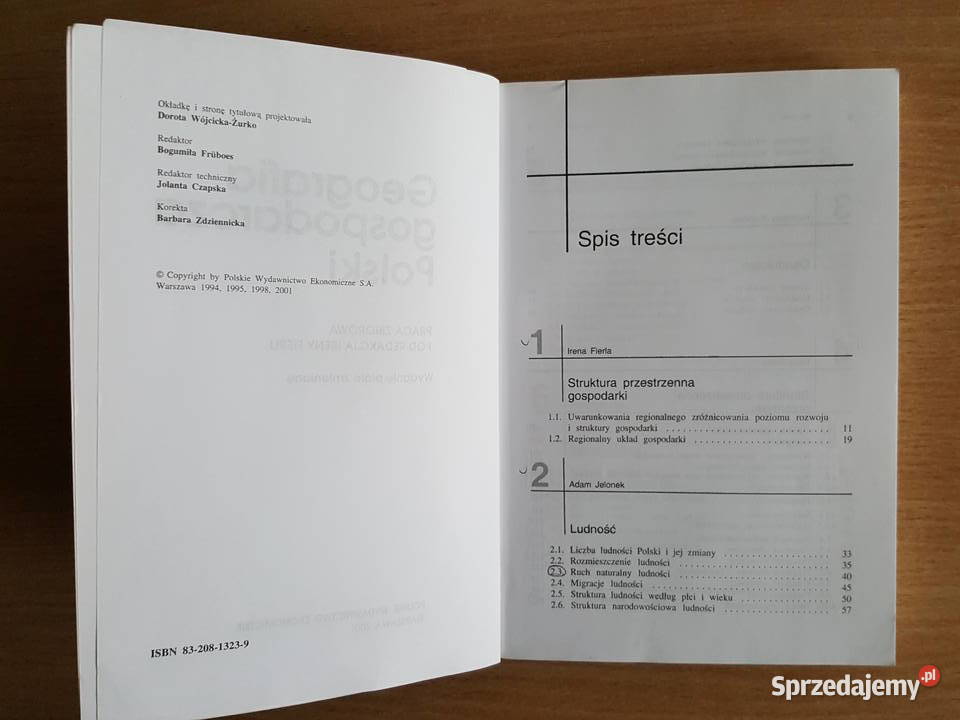 Okładkę i stronę tytułową projektowała
Dorota Wójcicka-Żurko
Redaktor
Bogumiła Früboes
Redaktor techniczny
Jolanta Czapska
Korekta
Barbara Zdziennicka
© Copyright by Polskie Wydawnictwo Ekonomiczne S.A.
Warszawa 1994, 1995, 1998, 2001
ISBN 83-208-1323-9
Spis treści
1 Irena Fierla
Struktura przestrzenna
gospodarki
1.1. Uwarunkowania regionalnego zróżnicowania poziomu rozwoju
i struktury gospodarki . . . . . . . . . . . . . . . . . . . . . 11
1.2. Regionalny układ gospodarki . . . . . . . . . . . . . . . . . 19
2 Adam Jelonek
Ludność
2.1. Liczba ludności Polski i jej zmiany . . . . . . . . . . . . . 33
2.2. Rozmieszczenie ludności . . . . . . . . . . . . . . . . . . . 35
2.3. Ruch naturalny ludności . . . . . . . . . . . . . . . . . . . 40
2.4. Migracje ludności . . . . . . . . . . . . . . . . . . . . . . 45
2.5. Struktura ludności według płci i wieku . . . . . . . . . . . 50
2.6. Struktura narodowościowa ludności . . . . . . . . . . . . . . 57
Sprzedajemy.pl